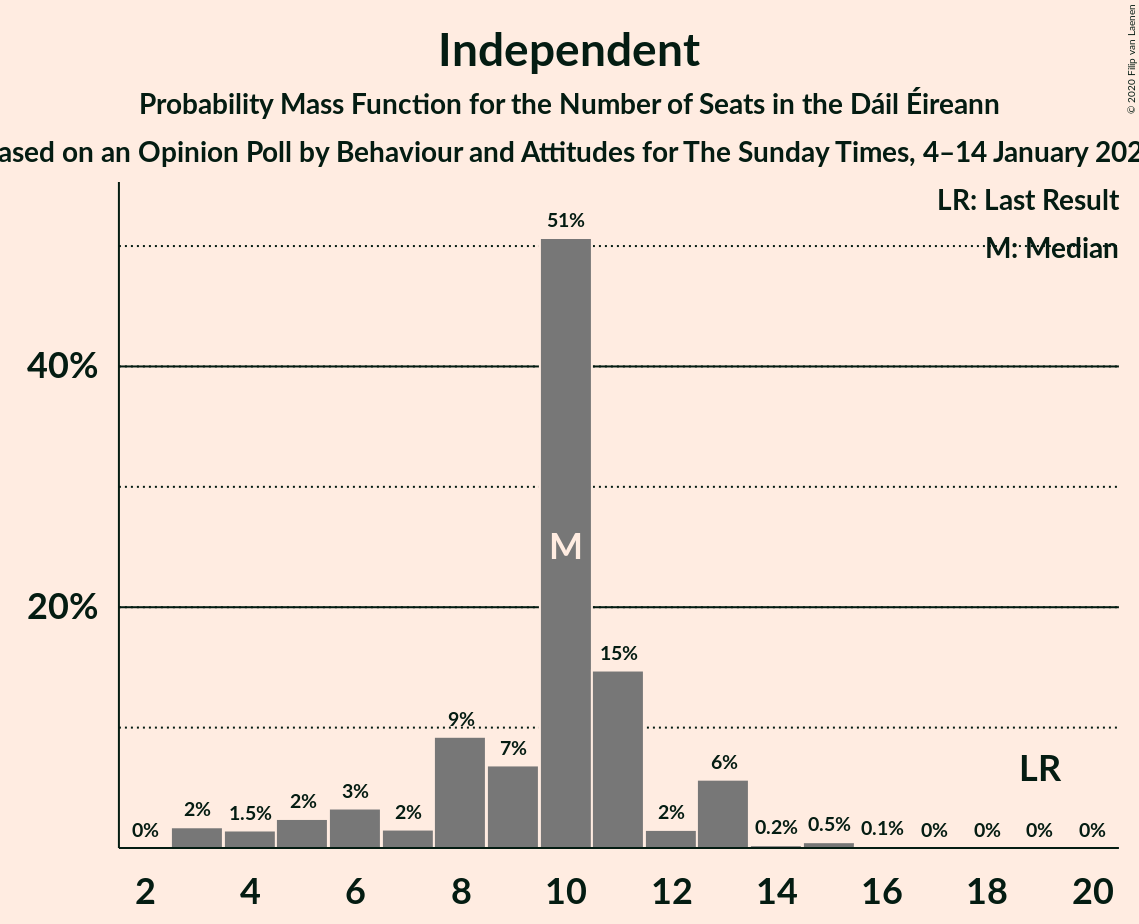 Independent
Probability Mass Function for the Number of Seats in the Dáil Éireann
ased on an Opinion Poll by Behaviour and Attitudes for The Sunday Times, 4–14 January 202
© 2020 Filip van Laenen
LR: Last Result
M: Median
40%
20%
0%
2%
1.5%
2%
3%
2%
9%
7%
51%
15%
2%
6%
0.2%
0.5%
0.1%
0%
0%
0%
0%
M
LR
2 4 6 8 10 12 14 16 18 20